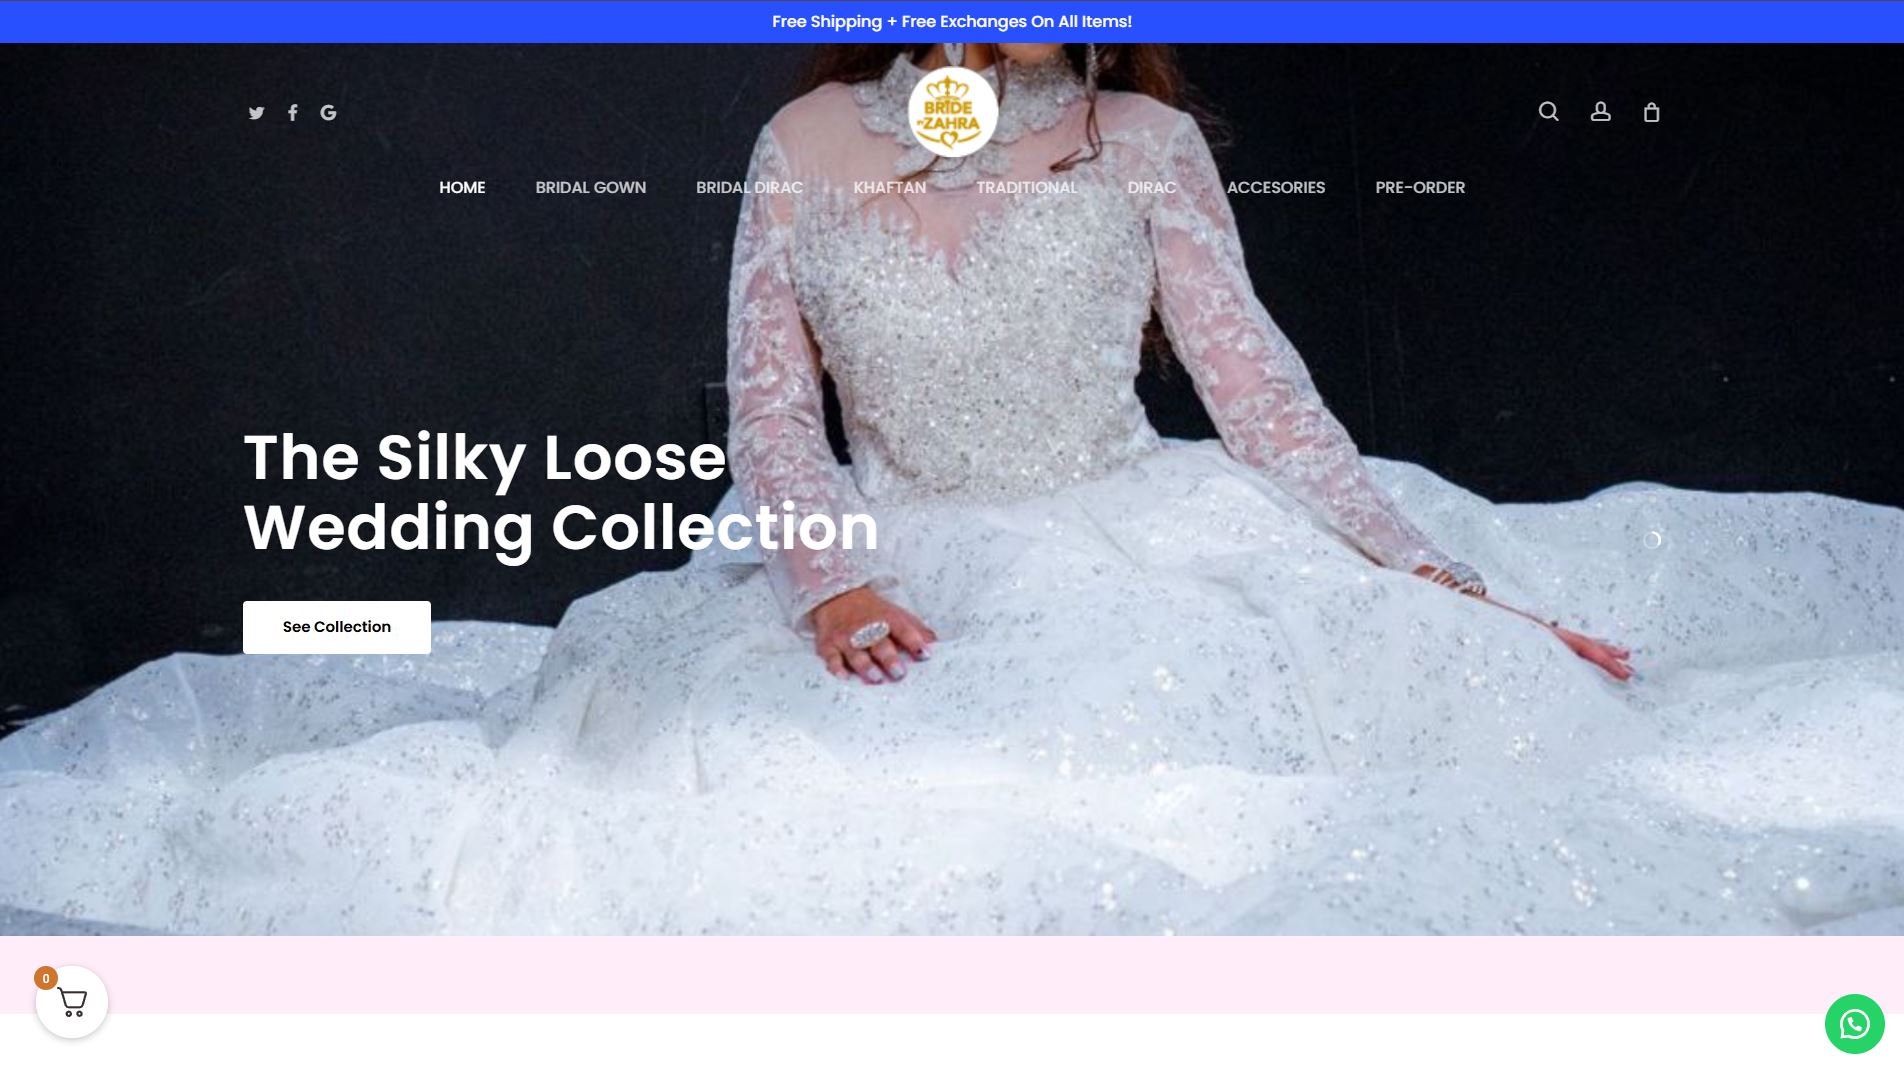 Free Shipping + Free Exchanges On All Items!
BRIDE
BY ZAHRA
HOME
BRIDAL GOWN
BRIDAL DIRAC
KHAFTAN
TRADITIONAL
DIRAC
ACCESORIES
PRE-ORDER
The Silky Loose
Wedding Collection
See Collection
0